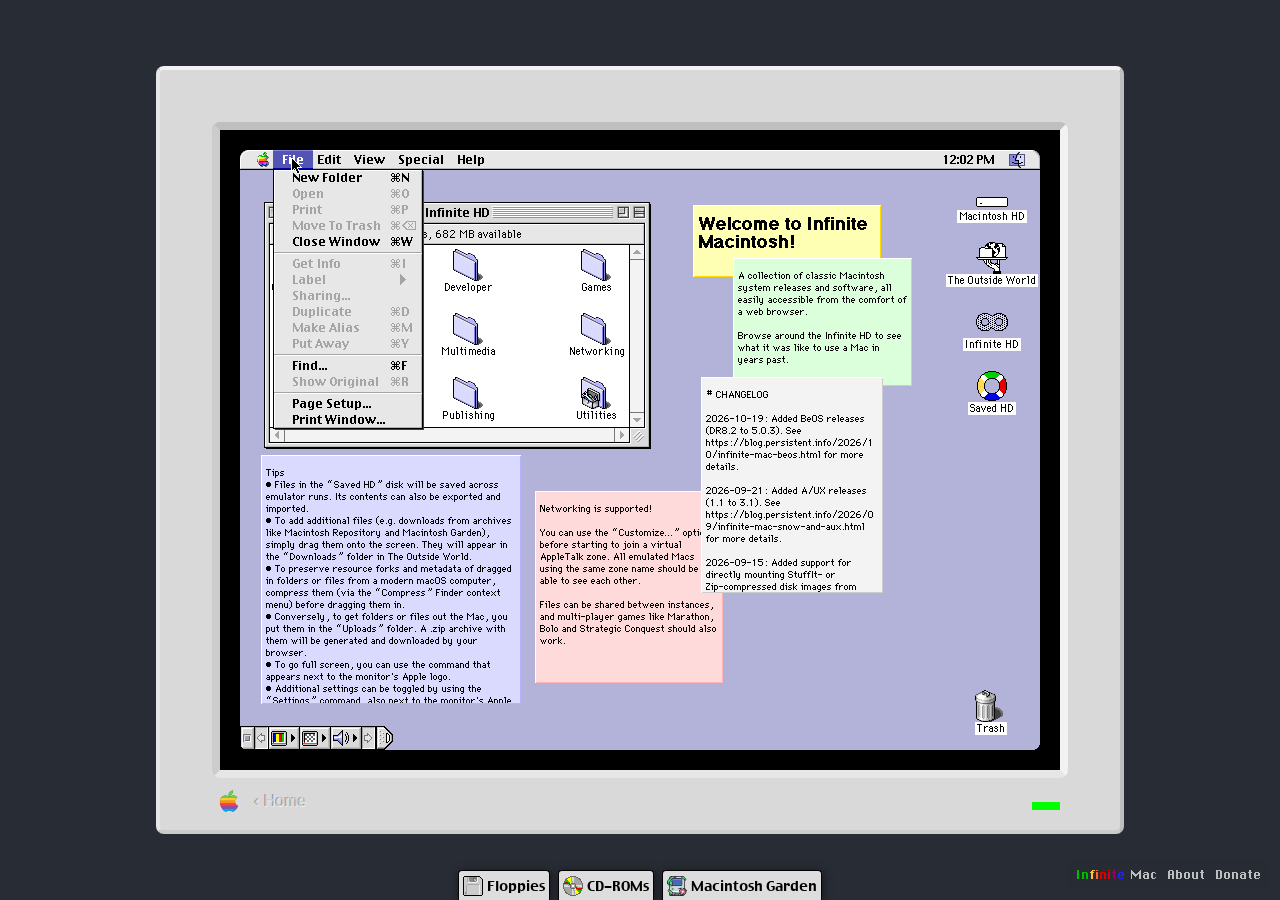 File Edit View Special Help 12:02 PM
New Folder ⌘N
Open ⌘O
Print ⌘P
Move To Trash ⌘⌫
Close Window ⌘W
Get Info ⌘I
Label
Sharing...
Duplicate ⌘D
Make Alias ⌘M
Put Away ⌘Y
Find... ⌘F
Show Original ⌘R
Page Setup...
Print Window...
Infinite HD
s, 682 MB available
Developer
Games
Multimedia
Networking
Publishing
Utilities
Welcome to Infinite
Macintosh!
A collection of classic Macintosh
system releases and software, all
easily accessible from the comfort of
a web browser.
Browse around the Infinite HD to see
what it was like to use a Mac in
years past.
# CHANGELOG
2026-10-19: Added BeOS releases
(DR8.2 to 5.0.3). See
https://blog.persistent.info/2026/1
0/infinite-mac-beos.html for more
details.
2026-09-21: Added A/UX releases
(1.1 to 3.1). See
https://blog.persistent.info/2026/0
9/infinite-mac-snow-and-aux.html
for more details.
2026-09-15: Added support for
directly mounting StuffIt- or
Zip-compressed disk images from
Macintosh HD
The Outside World
Infinite HD
Saved HD
Trash
Tips
● Files in the “Saved HD” disk will be saved across
emulator runs. Its contents can also be exported and
imported.
● To add additional files (e.g. downloads from archives
like Macintosh Repository and Macintosh Garden),
simply drag them onto the screen. They will appear in
the “Downloads” folder in The Outside World.
● To preserve resource forks and metadata of dragged
in folders or files from a modern macOS computer,
compress them (via the “Compress” Finder context
menu) before dragging them in.
● Conversely, to get folders or files out the Mac, you
put them in the “Uploads” folder. A .zip archive with
them will be generated and downloaded by your
browser.
● To go full screen, you can use the command that
appears next to the monitor's Apple logo.
● Additional settings can be toggled by using the
“Settings” command, also next to the monitor's Apple
Networking is supported!
You can use the “Customize...” opti
before starting to join a virtual
AppleTalk zone. All emulated Macs
using the same zone name should be
able to see each other.
Files can be shared between instances,
and multi-player games like Marathon,
Bolo and Strategic Conquest should also
work.
‹ Home
Floppies
CD-ROMs
Macintosh Garden
Infinite Mac About Donate